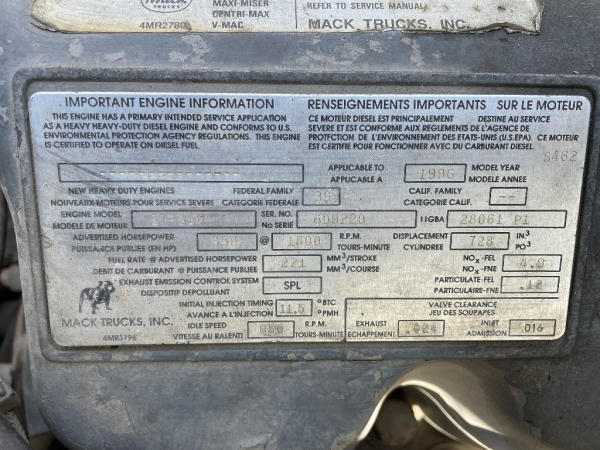 MACK
TRUCKS
4MR2780
MAXI-MISER
CENTRI-MAX
V-MAC
REFER TO SERVICE MANUAL
MACK TRUCKS, INC.
IMPORTANT ENGINE INFORMATION
THIS ENGINE HAS A PRIMARY INTENDED SERVICE APPLICATION
AS A HEAVY HEAVY-DUTY DIESEL ENGINE AND CONFORMS TO U.S.
ENVIRONMENTAL PROTECTION AGENCY REGULATIONS. THIS ENGINE
IS CERTIFIED TO OPERATE ON DIESEL FUEL.
RENSEIGNEMENTS IMPORTANTS SUR LE MOTEUR
CE MOTEUR DIESEL EST PRINCIPALEMENT DESTINE AU SERVICE
SEVERE ET EST CONFORME AUX REGLEMENTS DE L'AGENCE DE
PROTECTION DE L'ENVIRONNEMENT DES ETATS-UNIS (U.S.EPA). CE MOTEUR
EST CERTIFIE POUR FONCTIONNER AVEC DU CARBURANT DIESEL
S462
APPLICABLE TO 1996 MODEL YEAR
APPLICABLE A MODELE ANNEE
NEW HEAVY DUTY ENGINES FEDERAL FAMILY 39 CALIF. FAMILY --
NOUVEAUX MOTEURS POUR SERVICE SEVERE CATEGORIE FEDERALE CATEGORIE CALIF.
ENGINE MODEL SER. NO. 6D9220 11GBA 28061 P1
MODELE DE MOTEUR No SERIE
ADVERTISED HORSEPOWER @ 1800 R.P.M. DISPLACEMENT 728 IN.³
PUISSANCE PUBLIEE (EN HP) TOURS-MINUTE CYLINDREE PO³
FUEL RATE @ ADVERTISED HORSEPOWER 221 MM³/STROKE NOx-FEL 4.9
DEBIT DE CARBURANT @ PUISSANCE PUBLIEE MM³/COURSE NOx-FNE
EXHAUST EMISSION CONTROL SYSTEM SPL PARTICULATE-FEL .12
DISPOSITIF DEPOLLUANT PARTICULAIRE-FNE
INITIAL INJECTION TIMING 11.5 °BTC
AVANCE A L'INJECTION °PMH
VALVE CLEARANCE
JEU DES SOUPAPES
MACK TRUCKS, INC.
IDLE SPEED 650 R.P.M. EXHAUST .024 INLET .016
4MR3196 VITESSE AU RALENTI TOURS-MINUTE ECHAPPEMENT ADMISSION